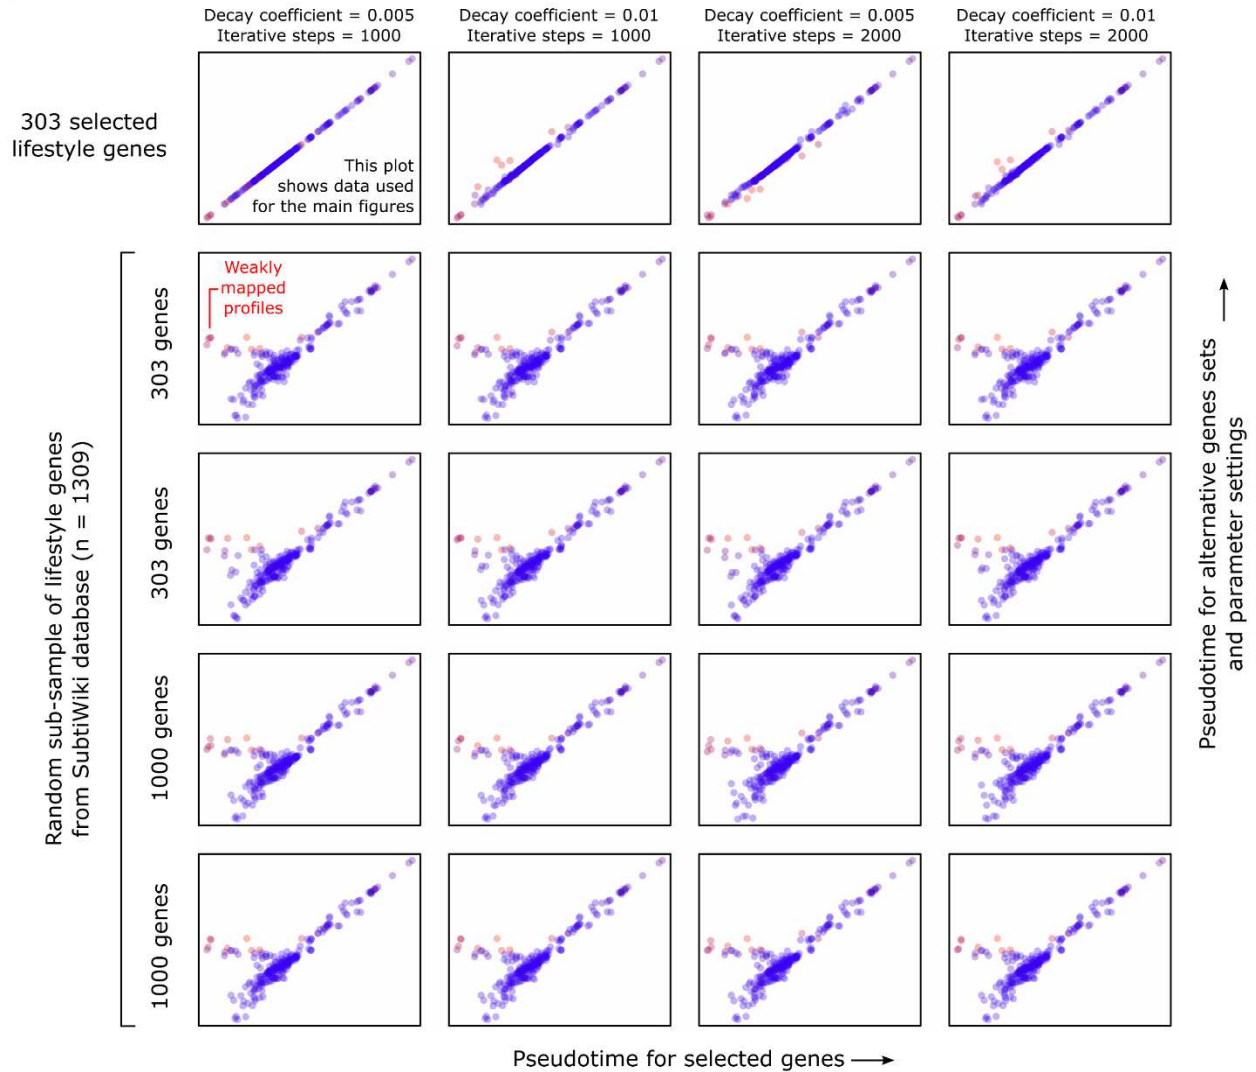 Decay coefficient = 0.005
Iterative steps = 1000
Decay coefficient = 0.01
Iterative steps = 1000
Decay coefficient = 0.005
Iterative steps = 2000
Decay coefficient = 0.01
Iterative steps = 2000
303 selected
lifestyle genes
This plot
shows data used
for the main figures
Weakly
mapped
profiles
303 genes
303 genes
1000 genes
1000 genes
Random sub-sample of lifestyle genes
from SubtiWiki database (n = 1309)
Pseudotime for alternative genes sets
and parameter settings
Pseudotime for selected genes